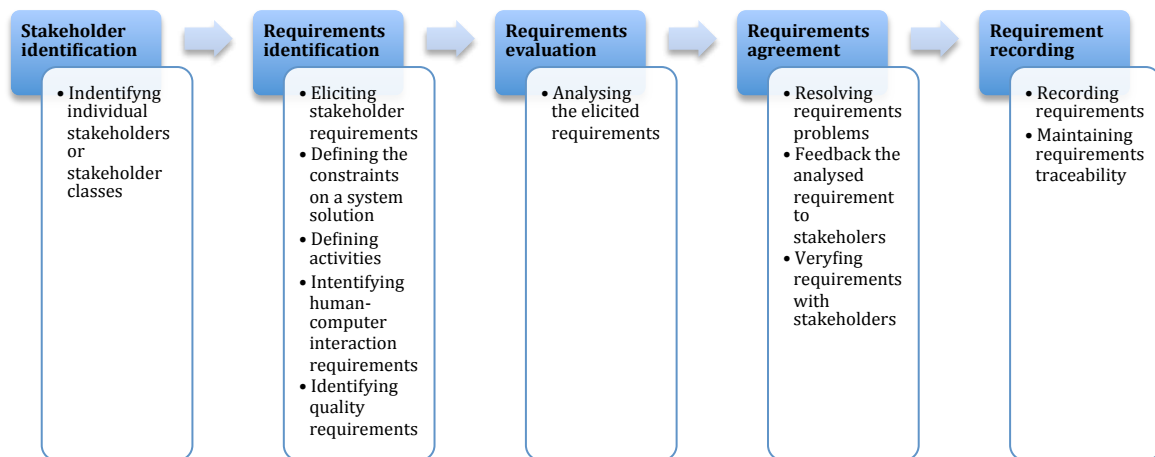 Stakeholder
identification
• Indentifyng
individual
stakeholders
or
stakeholder
classes
Requirements
identification
• Eliciting
stakeholder
requirements
• Defining the
constraints
on a system
solution
• Defining
activities
• Intentifying
human-
computer
interaction
requirements
• Identifying
quality
requirements
Requirements
evaluation
• Analysing
the elicited
requirements
Requirements
agreement
• Resolving
requirements
problems
• Feedback the
analysed
requirement
to
stakeholers
• Veryfing
requirements
with
stakeholders
Requirement
recording
• Recording
requirements
• Maintaining
requirements
traceability